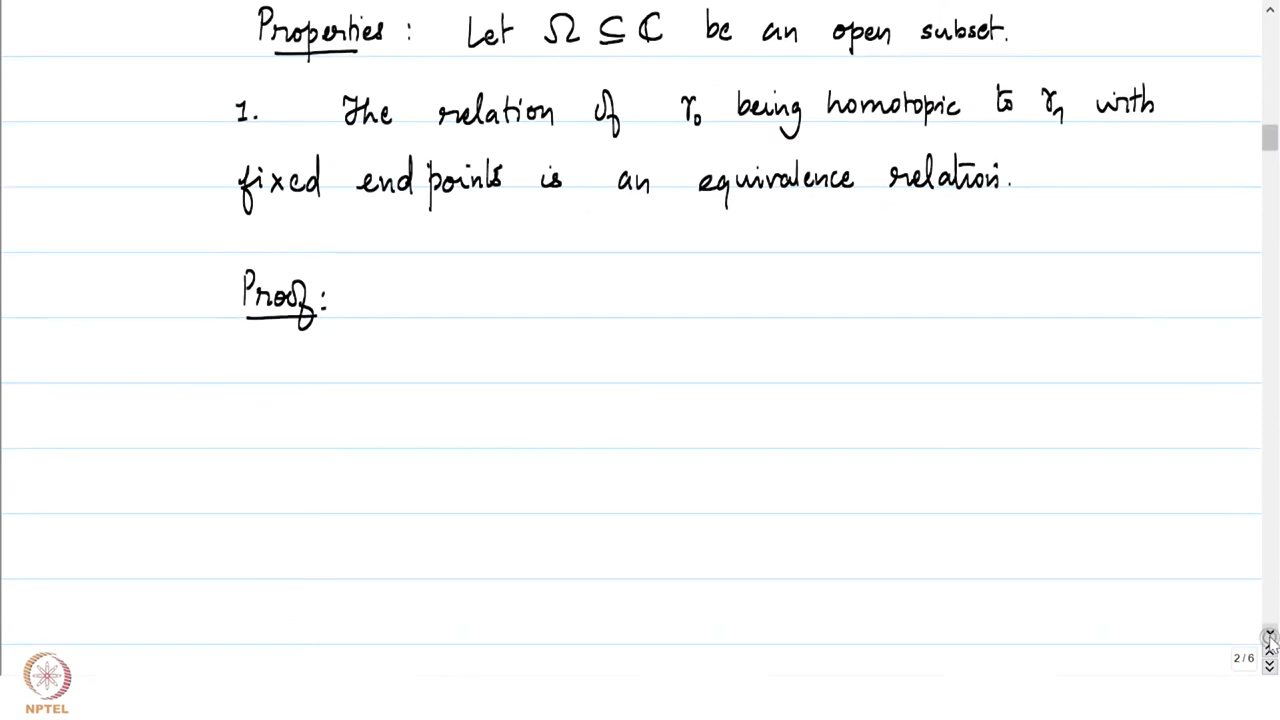 Properties : Let Ω ⊆ ℂ be an open subset.
1. The relation of γ₀ being homotopic to γ₁ with
fixed end points is an equivalence relation.
Proof :
2 / 6
NPTEL